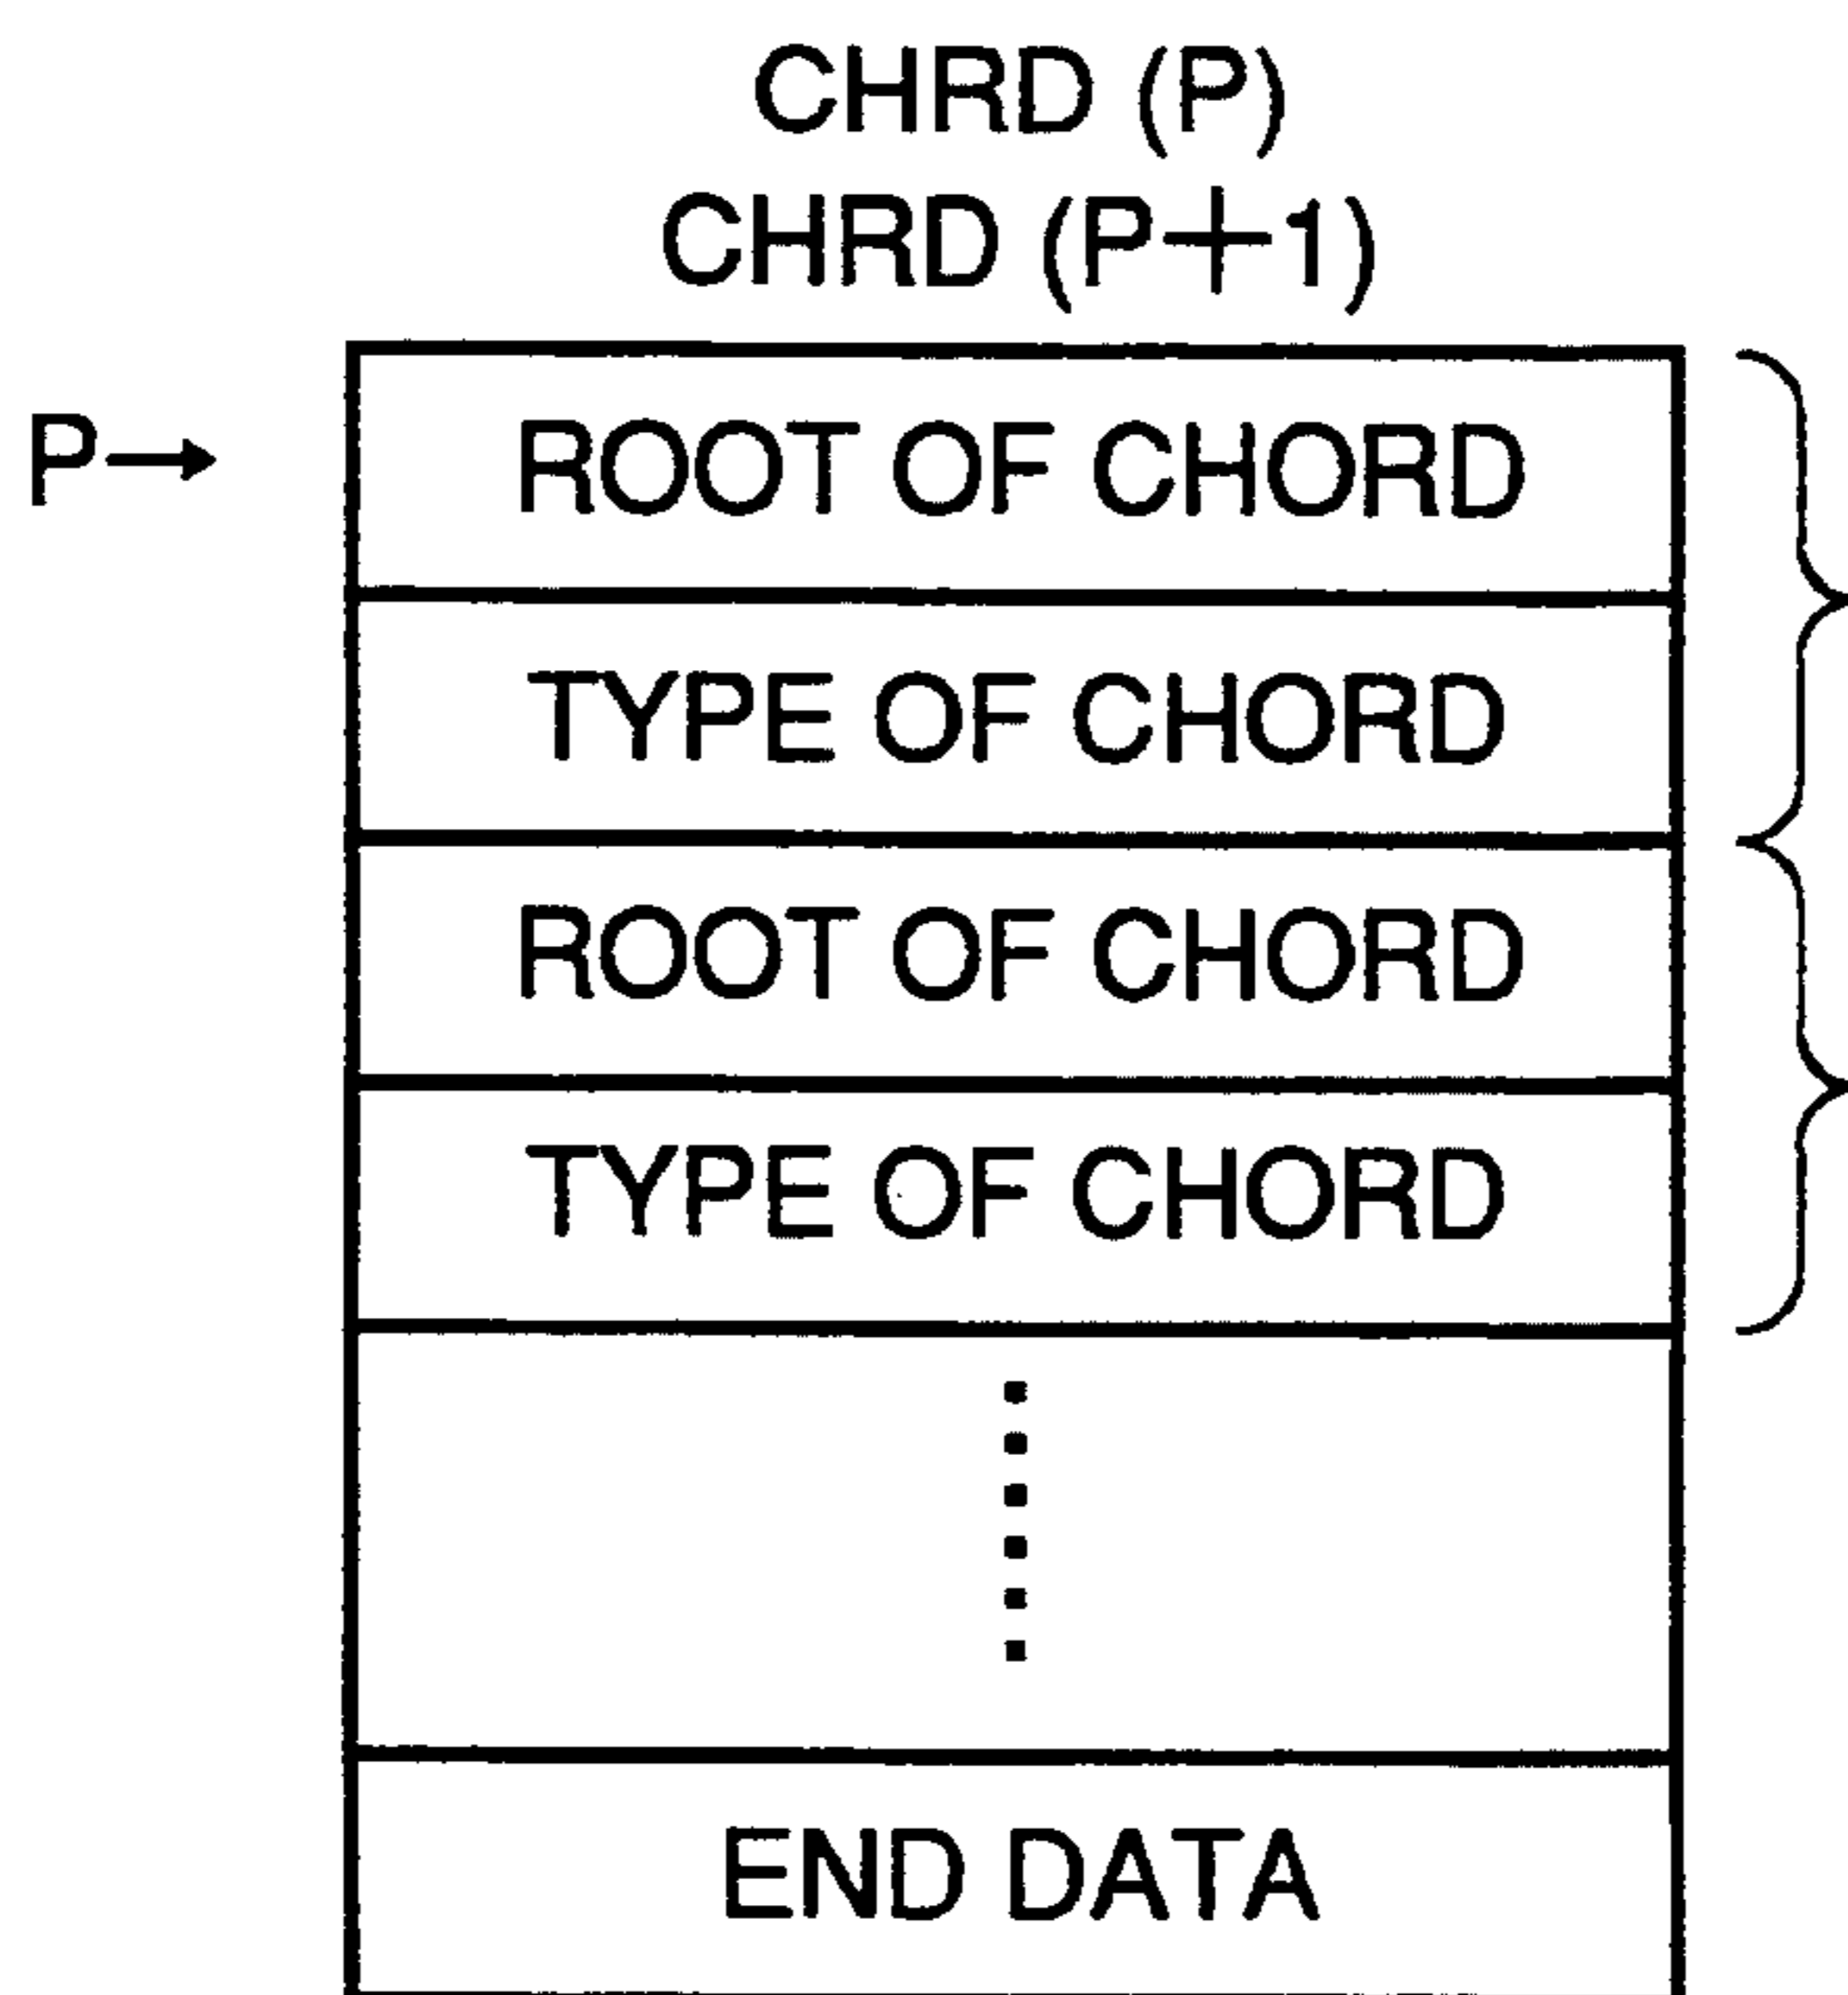 CHRD (P)
CHRD (P+1)
P→
ROOT OF CHORD
TYPE OF CHORD
ROOT OF CHORD
TYPE OF CHORD
END DATA